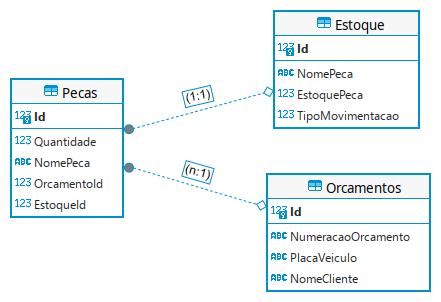 Estoque
123 Id
ABC NomePeca
123 EstoquePeca
123 TipoMovimentacao
Pecas
123 Id
123 Quantidade
ABC NomePeca
123 OrcamentoId
123 EstoqueId
(1:1)
(n:1)
Orcamentos
123 Id
ABC NumeracaoOrcamento
ABC PlacaVeiculo
ABC NomeCliente